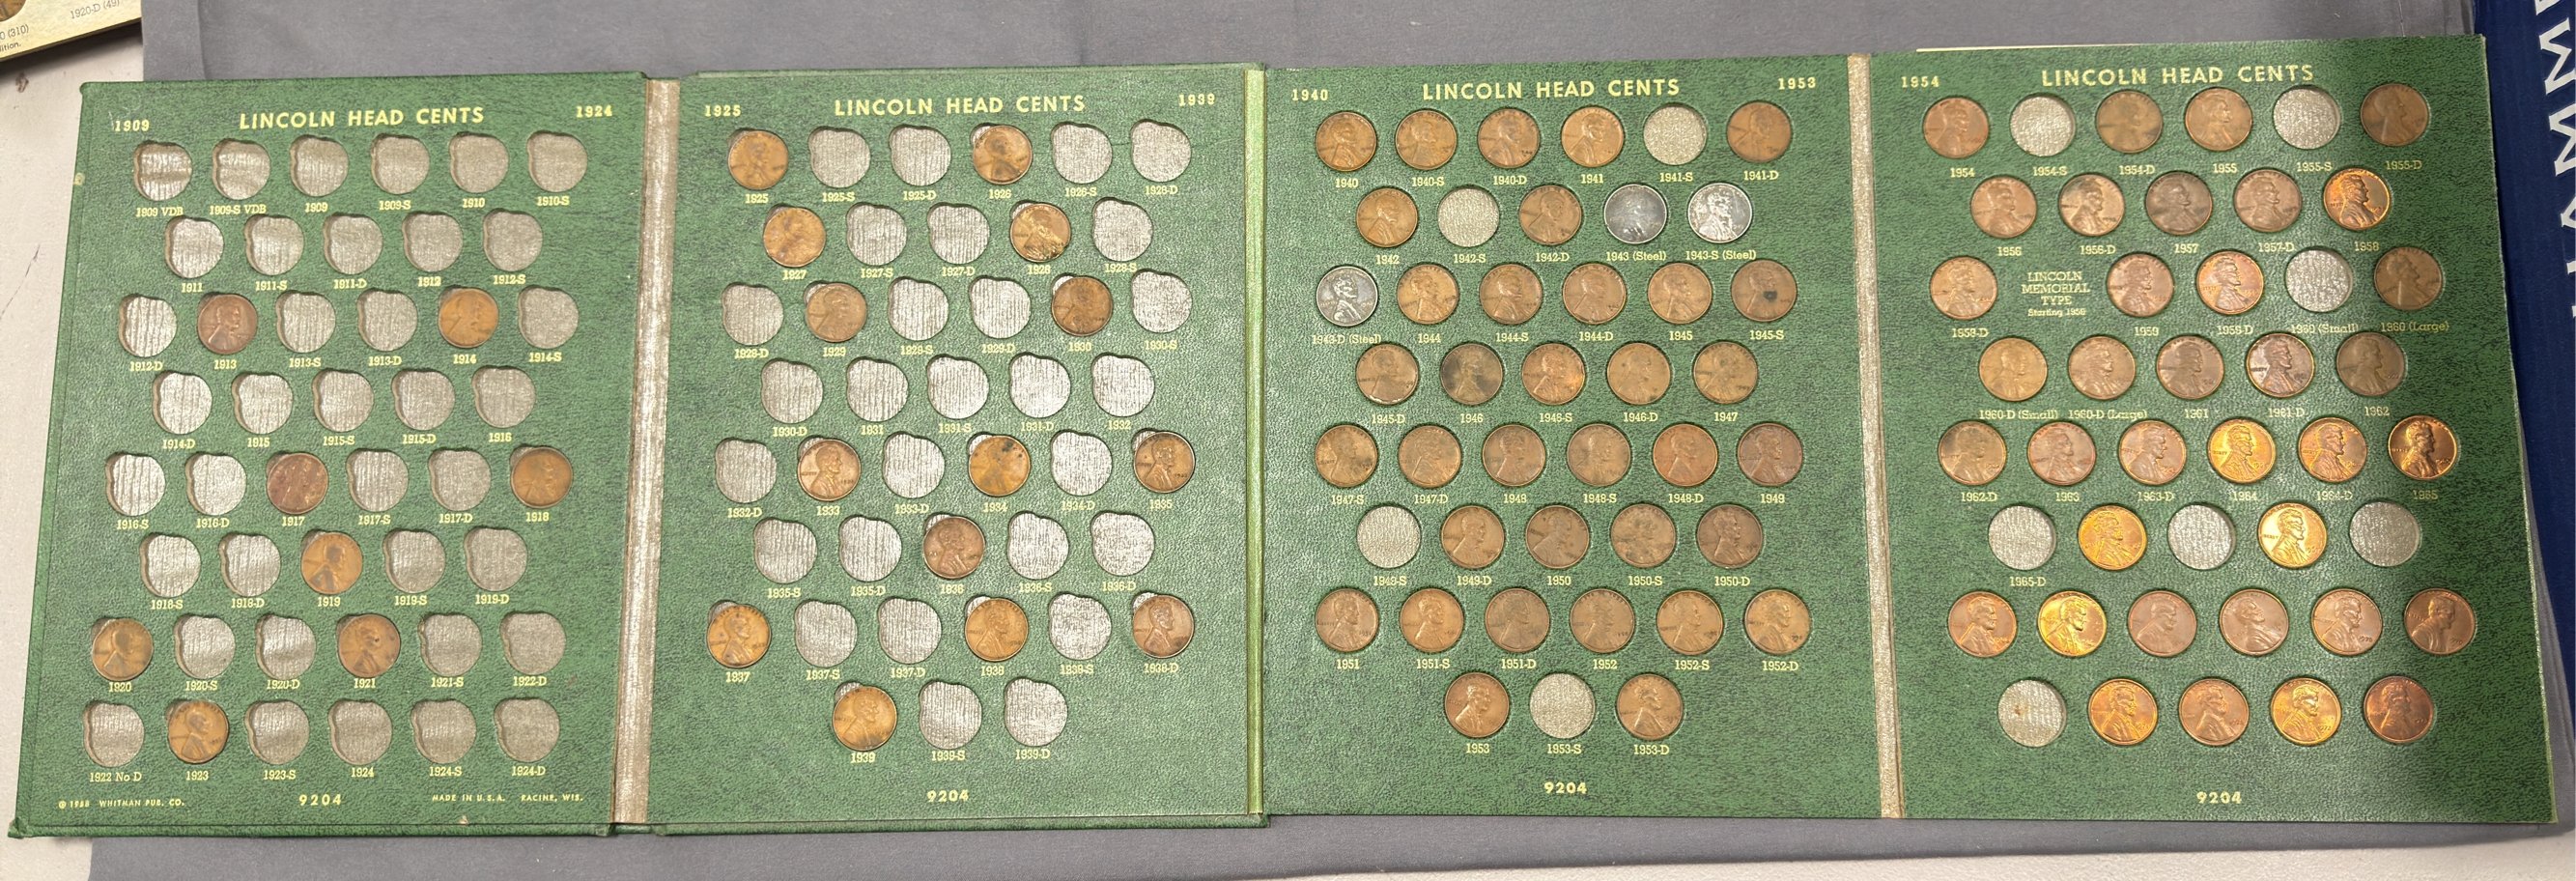 1920-D (49)
0 (310)
ition.
LINCOLN HEAD CENTS
1909
1924
1909 VDB 1909-S VDB 1909 1909-S 1910 1910-S
1911 1911-S 1911-D 1912 1912-S
1912-D 1913 1913-S 1913-D 1914 1914-S
1914-D 1915 1915-S 1915-D 1916
1916-S 1916-D 1917 1917-S 1917-D 1918
1918-S 1918-D 1919 1919-S 1919-D
1920 1920-S 1920-D 1921 1921-S 1922-D
1922 No D 1923 1923-S 1924 1924-S 1924-D
© 1968 WHITMAN PUB. CO. 9204 MADE IN U.S.A. RACINE, WIS.
1925 LINCOLN HEAD CENTS 1939
1925 1925-S 1925-D 1926 1926-S 1926-D
1927 1927-S 1927-D 1928 1928-S
1928-D 1929 1929-S 1929-D 1930 1930-S
1930-D 1931 1931-S 1931-D 1932
1932-D 1933 1933-D 1934 1934-D 1935
1935-S 1935-D 1936 1936-S 1936-D
1937 1937-S 1937-D 1938 1938-S 1938-D
1939 1939-S 1939-D
9204
1940 LINCOLN HEAD CENTS 1953
1940 1940-S 1940-D 1941 1941-S 1941-D
1942 1942-S 1942-D 1943 (Steel) 1943-S (Steel)
1943-D (Steel) 1944 1944-S 1944-D 1945 1945-S
1945-D 1946 1946-S 1946-D 1947
1947-S 1947-D 1948 1948-S 1948-D 1949
1949-S 1949-D 1950 1950-S 1950-D
1951 1951-S 1951-D 1952 1952-S 1952-D
1953 1953-S 1953-D
9204
1954 LINCOLN HEAD CENTS
1954 1954-S 1954-D 1955 1955-S 1955-D
1956 1956-D 1957 1957-D 1958
1958-D
LINCOLN
MEMORIAL
TYPE
Starting 1959
1959 1959-D 1960 (Small) 1960 (Large)
1960-D (Small) 1960-D (Large) 1961 1961-D 1962
1962-D 1963 1963-D 1964 1964-D 1965
1965-D
9204